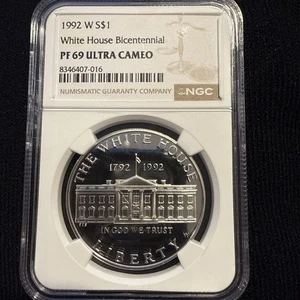 1992 W S$1
White House Bicentennial
PF 69 ULTRA CAMEO
8346407-016
NUMISMATIC GUARANTY COMPANY
NGC
THE WHITE HOUSE
1792 1992
IN GOD WE TRUST
W
LIBERTY